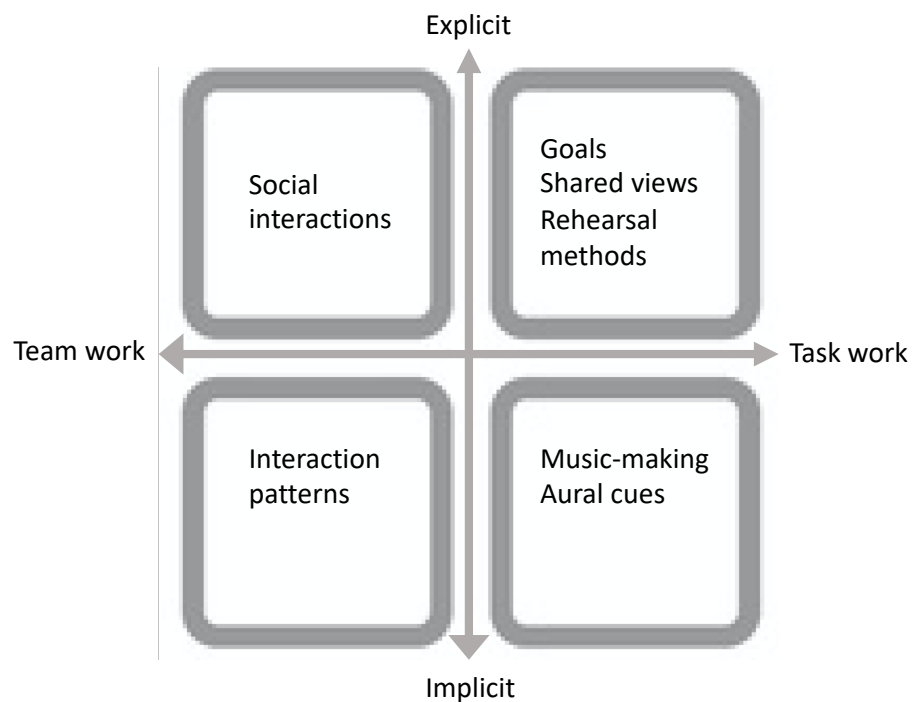 Explicit
Social
interactions
Goals
Shared views
Rehearsal
methods
Team work
Task work
Interaction
patterns
Music-making
Aural cues
Implicit